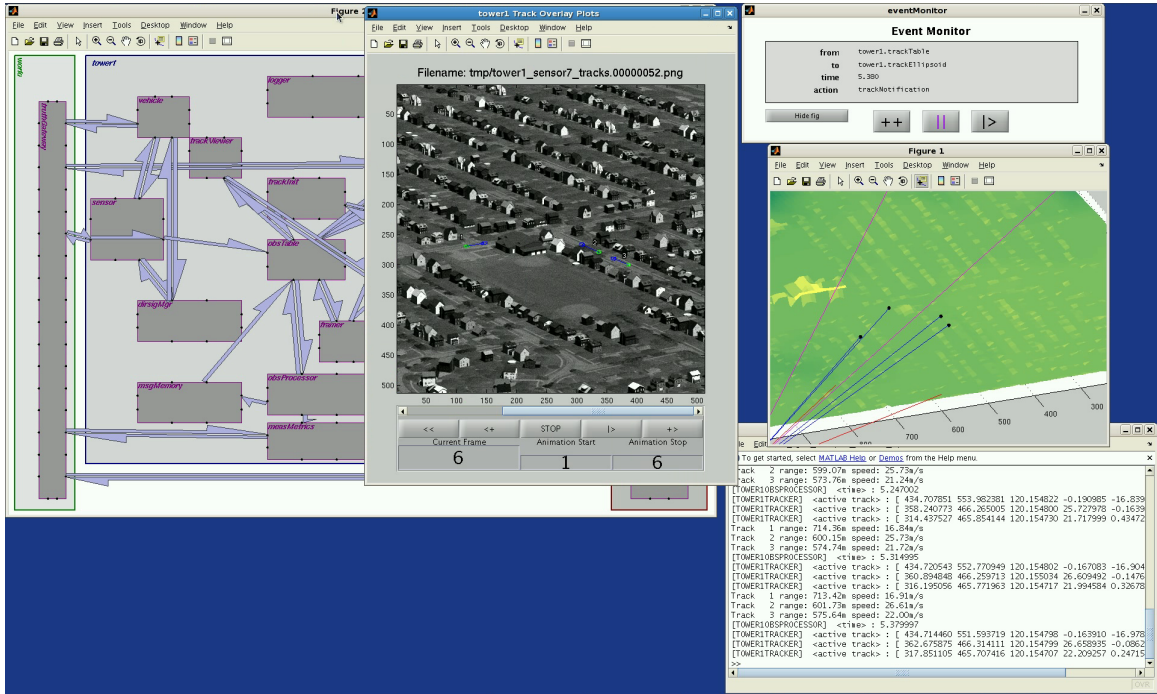 Figure 2
File Edit View Insert Tools Desktop Window Help
world
truthGateway
tower1
vehicle
logger
trackViewer
trackInit
sensor
obsTable
dirsigMgr
framer
msgMemory
obsProcessor
measMetrics
tower1 Track Overlay Plots
File Edit View Insert Tools Desktop Window Help
Filename: tmp/tower1_sensor7_tracks.00000052.png
50
100
150
200
250
300
350
400
450
500
50 100 150 200 250 300 350 400 450 500
<< <+ STOP |> +>
Current Frame Animation Start Animation Stop
6 1 6
eventMonitor
Event Monitor
from tower1.trackTable
to tower1.trackEllipsoid
time 5.380
action trackNotification
Hide fig ++ || |>
Figure 1
File Edit View Insert Tools Desktop Window Help
800 700 600 500 400 300
To get started, select MATLAB Help or Demos from the Help menu.
Track 2 range: 599.07m speed: 25.73m/s
Track 3 range: 573.76m speed: 21.24m/s
[TOWER1OBSPROCESSOR] <time> : 5.247002
[TOWER1TRACKER] <active track> : [ 434.707851 553.982381 120.154822 -0.190985 -16.839
[TOWER1TRACKER] <active track> : [ 358.240773 466.265005 120.154800 25.727978 -0.1639
[TOWER1TRACKER] <active track> : [ 314.437527 465.854144 120.154730 21.717999 0.43472
Track 1 range: 714.36m speed: 16.84m/s
Track 2 range: 600.15m speed: 25.73m/s
Track 3 range: 574.74m speed: 21.72m/s
[TOWER1OBSPROCESSOR] <time> : 5.314995
[TOWER1TRACKER] <active track> : [ 434.720543 552.770949 120.154802 -0.167083 -16.904
[TOWER1TRACKER] <active track> : [ 360.894848 466.259713 120.155034 26.609492 -0.1476
[TOWER1TRACKER] <active track> : [ 316.195056 465.771963 120.154717 21.994584 0.32678
Track 1 range: 713.42m speed: 16.91m/s
Track 2 range: 601.73m speed: 26.61m/s
Track 3 range: 575.64m speed: 22.00m/s
[TOWER1OBSPROCESSOR] <time> : 5.379997
[TOWER1TRACKER] <active track> : [ 434.714460 551.593719 120.154798 -0.163910 -16.978
[TOWER1TRACKER] <active track> : [ 362.675875 466.314111 120.154799 26.658935 -0.0862
[TOWER1TRACKER] <active track> : [ 317.851105 465.707416 120.154707 22.209257 0.24715
>>
OVR